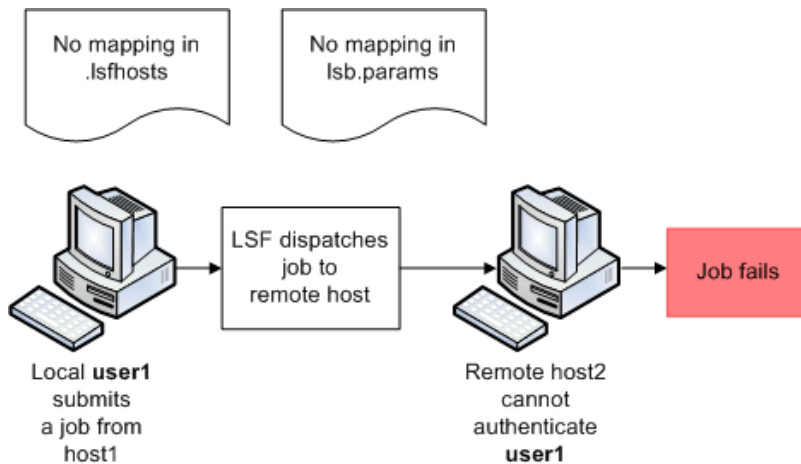 No mapping in
.lsfhosts
No mapping in
lsb.params
LSF dispatches
job to
remote host
Job fails
Local user1
submits
a job from
host1
Remote host2
cannot
authenticate
user1